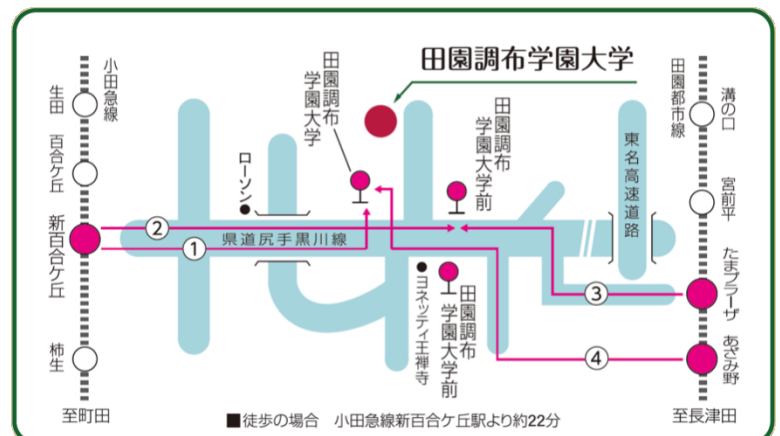 田園調布学園大学
小田急線
生田
百合ケ丘
新百合ケ丘
柿生
至町田
田園調布
学園大学
ローソン
②
①
県道尻手黒川線
田園調布
学園大学前
ヨネッティ王禅寺
田園調布
学園大学前
東名高速道路
③
④
田園都市線
溝の口
宮前平
たまプラーザ
あざみ野
至長津田
■徒歩の場合 小田急線新百合ケ丘駅より約22分